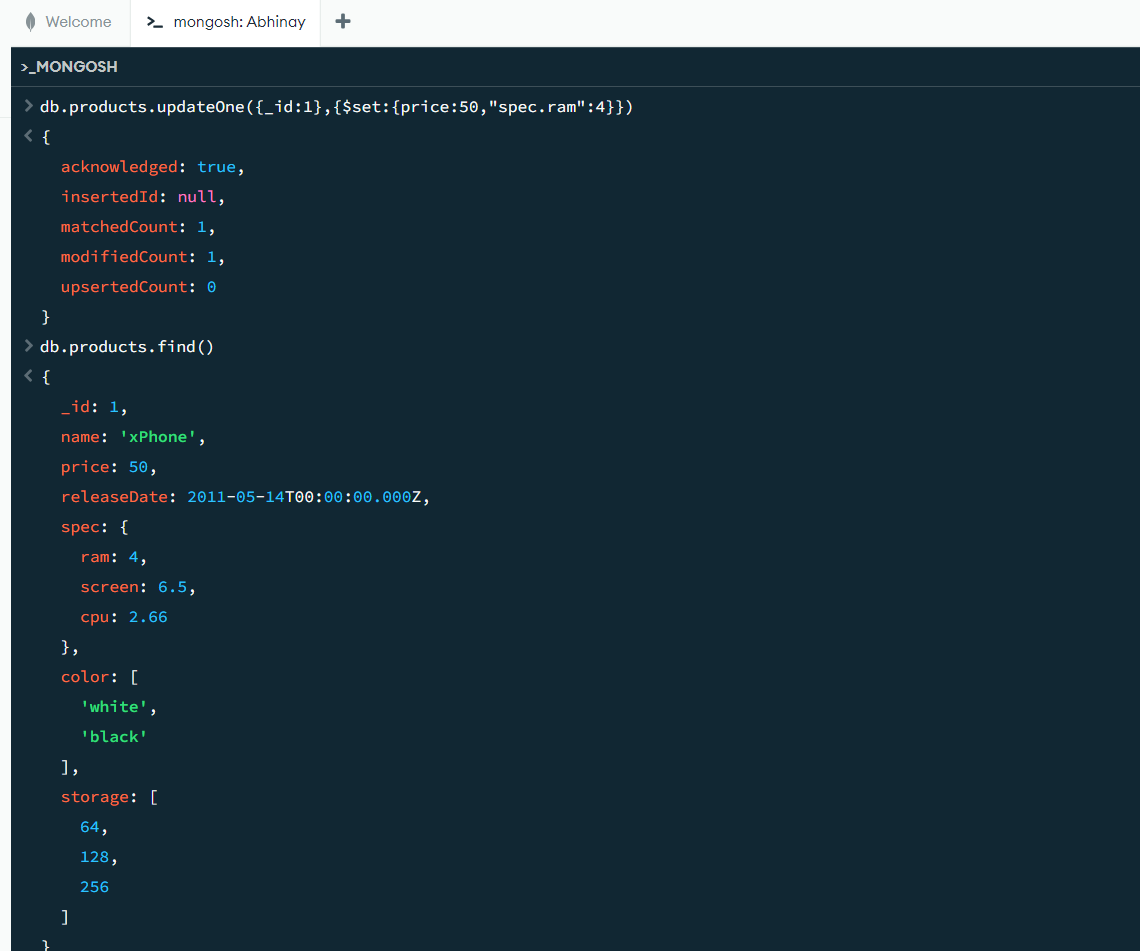 Welcome
>_ mongosh: Abhinay
+
>_MONGOSH
> db.products.updateOne({_id:1},{$set:{price:50,"spec.ram":4}})
< {
acknowledged: true,
insertedId: null,
matchedCount: 1,
modifiedCount: 1,
upsertedCount: 0
}
> db.products.find()
< {
_id: 1,
name: 'xPhone',
price: 50,
releaseDate: 2011-05-14T00:00:00.000Z,
spec: {
ram: 4,
screen: 6.5,
cpu: 2.66
},
color: [
'white',
'black'
],
storage: [
64,
128,
256
]
}